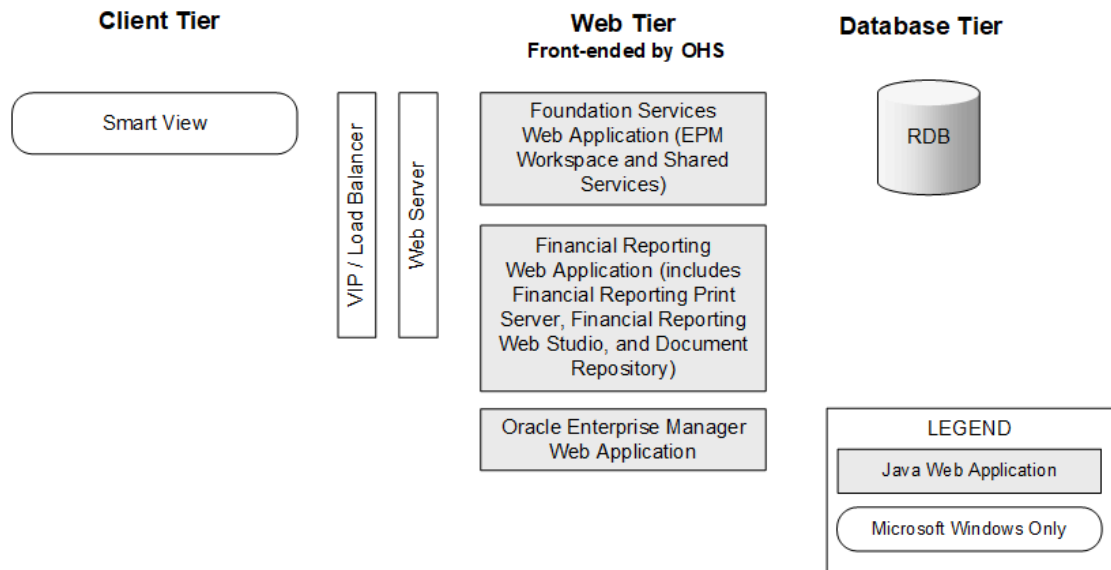 Client Tier
Web Tier
Front-ended by OHS
Database Tier
Smart View
VIP / Load Balancer
Web Server
Foundation Services
Web Application (EPM
Workspace and Shared
Services)
RDB
Financial Reporting
Web Application (includes
Financial Reporting Print
Server, Financial Reporting
Web Studio, and Document
Repository)
Oracle Enterprise Manager
Web Application
LEGEND
Java Web Application
Microsoft Windows Only